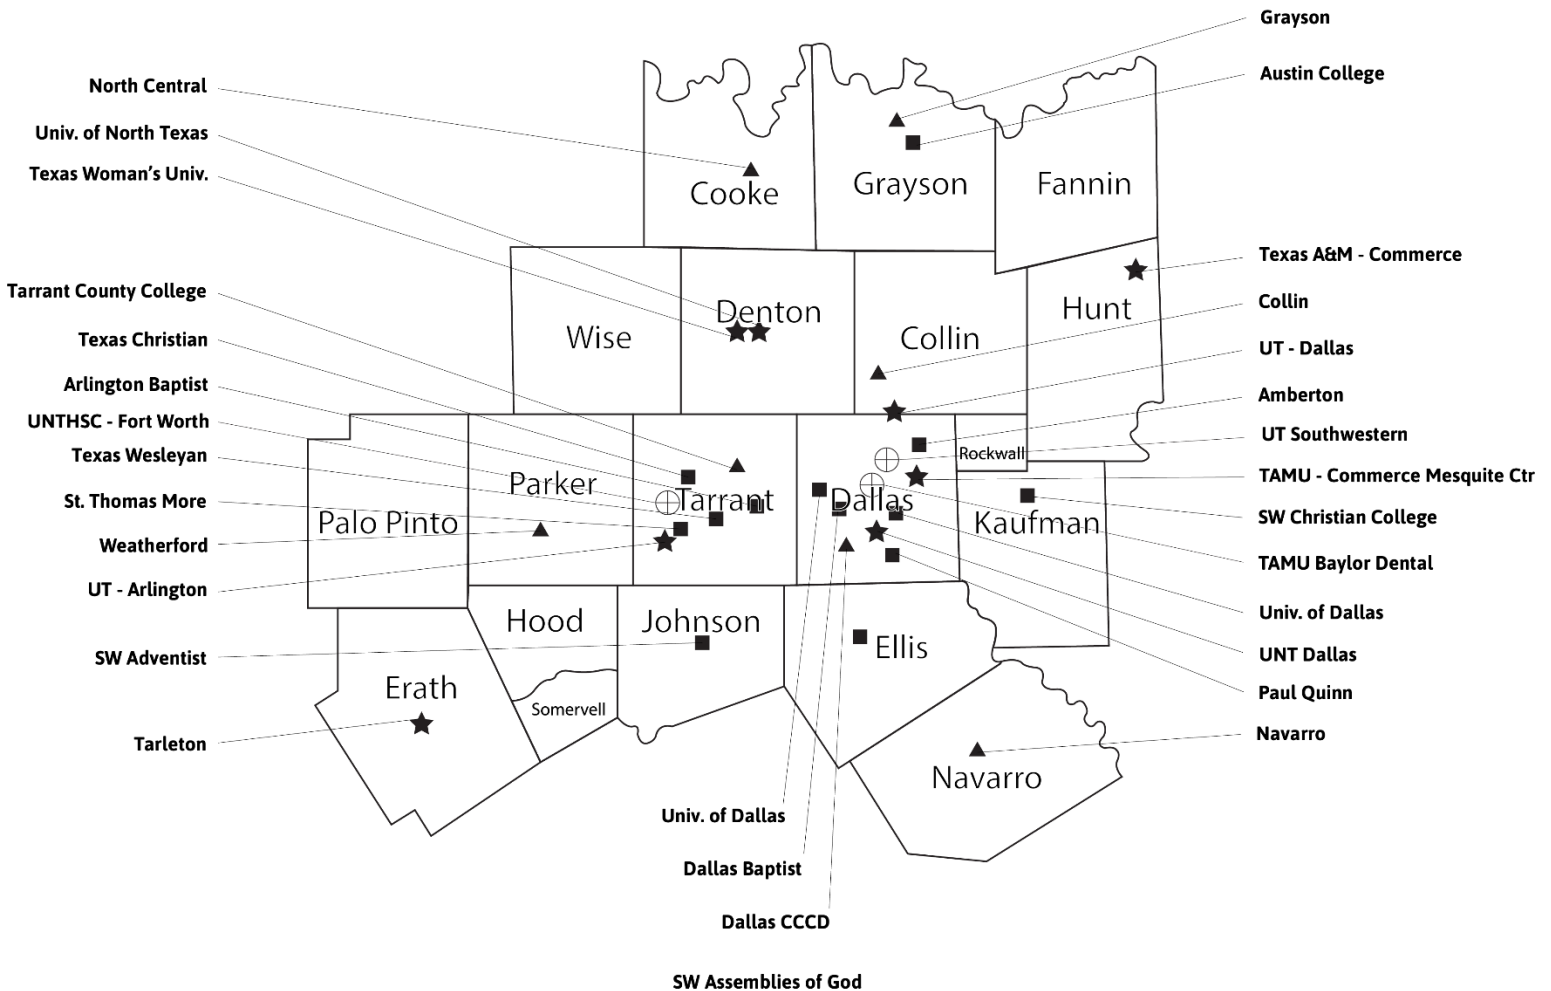 Grayson
North Central
Austin College
Univ. of North Texas
Texas Woman's Univ.
Cooke
Grayson
Fannin
Texas A&M - Commerce
Tarrant County College
Collin
Denton
Hunt
Wise
Collin
Texas Christian
UT - Dallas
Arlington Baptist
Amberton
UNTHSC - Fort Worth
UT Southwestern
Texas Wesleyan
Rockwall
TAMU - Commerce Mesquite Ctr
Parker
St. Thomas More
Tarrant
Dallas
SW Christian College
Palo Pinto
Kaufman
Weatherford
TAMU Baylor Dental
UT - Arlington
Univ. of Dallas
Hood
Johnson
Ellis
SW Adventist
UNT Dallas
Erath
Paul Quinn
Somervell
Tarleton
Navarro
Navarro
Univ. of Dallas
Dallas Baptist
Dallas CCCD
SW Assemblies of God